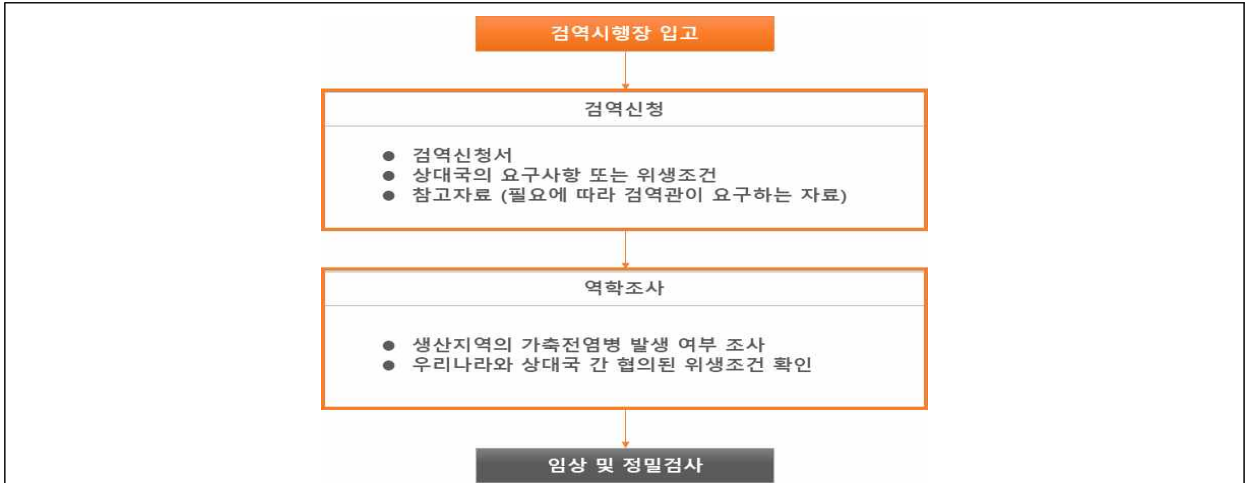 검역시행장 입고
검역신청
● 검역신청서
● 상대국의 요구사항 또는 위생조건
● 참고자료 (필요에 따라 검역관이 요구하는 자료)
역학조사
● 생산지역의 가축전염병 발생 여부 조사
● 우리나라와 상대국 간 협의된 위생조건 확인
임상 및 정밀검사